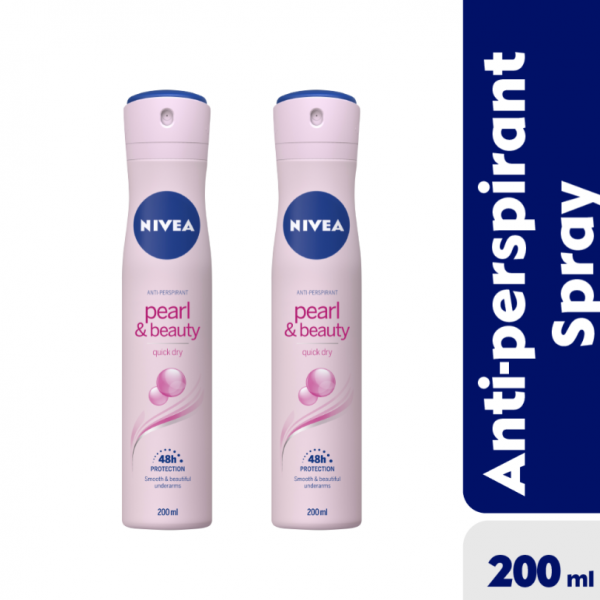 NIVEA
ANTI-PERSPIRANT
pearl
& beauty
quick dry
48h
PROTECTION
Smooth & beautiful
underarms
200ml
NIVEA
ANTI-PERSPIRANT
pearl
& beauty
quick dry
48h
PROTECTION
Smooth & beautiful
underarms
200ml
Anti-perspirant
Spray
200 ml